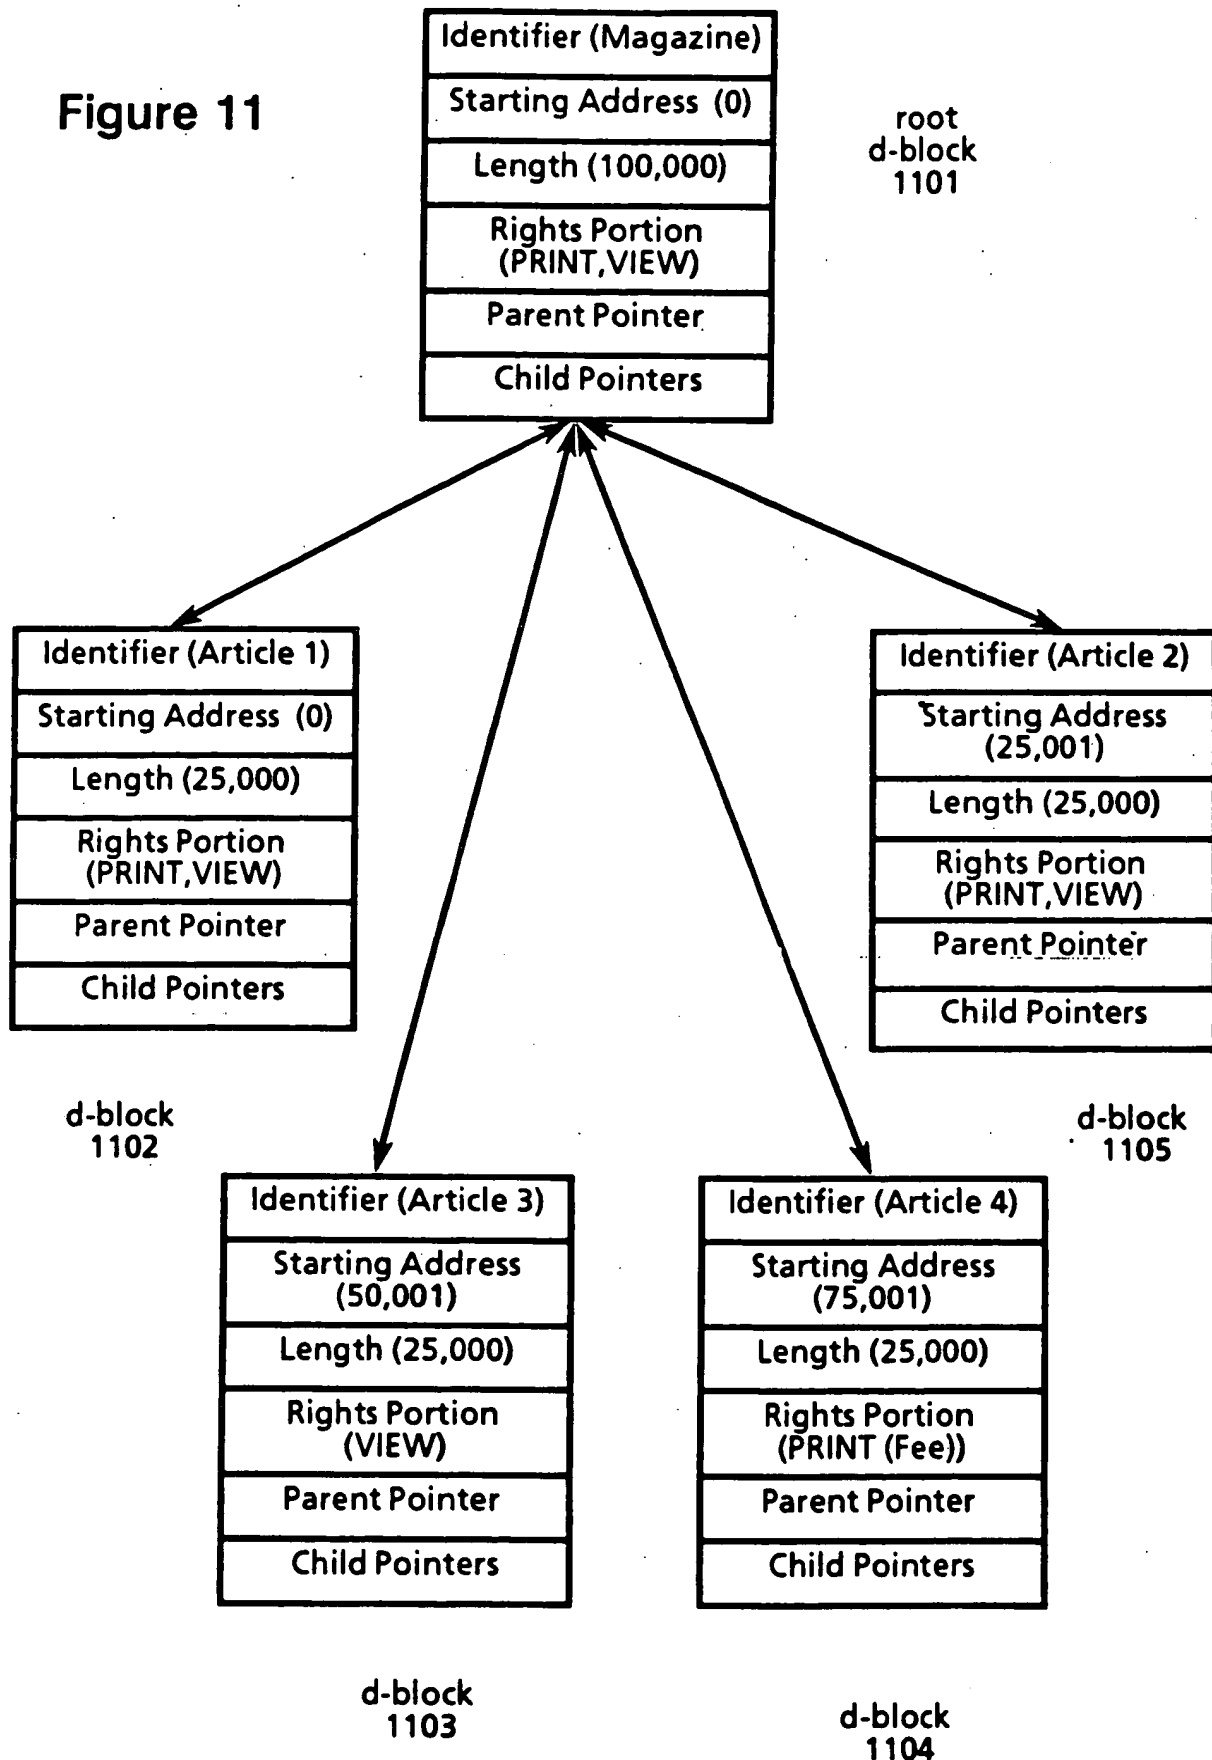 Figure 11
Identifier (Magazine)
Starting Address (0)
Length (100,000)
Rights Portion
(PRINT,VIEW)
Parent Pointer
Child Pointers
root
d-block
1101
Identifier (Article 1)
Starting Address (0)
Length (25,000)
Rights Portion
(PRINT,VIEW)
Parent Pointer
Child Pointers
d-block
1102
Identifier (Article 2)
Starting Address
(25,001)
Length (25,000)
Rights Portion
(PRINT,VIEW)
Parent Pointer
Child Pointers
d-block
1105
Identifier (Article 3)
Starting Address
(50,001)
Length (25,000)
Rights Portion
(VIEW)
Parent Pointer
Child Pointers
d-block
1103
Identifier (Article 4)
Starting Address
(75,001)
Length (25,000)
Rights Portion
(PRINT (Fee))
Parent Pointer
Child Pointers
d-block
1104